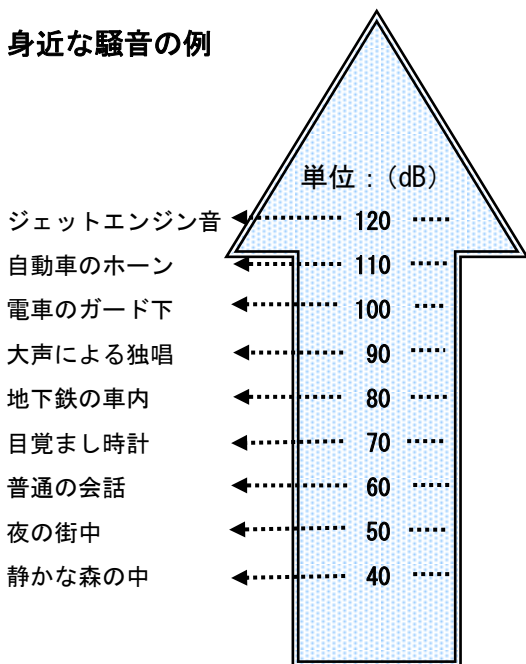 身近な騒音の例
単位：(dB)
ジェットエンジン音 120
自動車のホーン 110
電車のガード下 100
大声による独唱 90
地下鉄の車内 80
目覚まし時計 70
普通の会話 60
夜の街中 50
静かな森の中 40